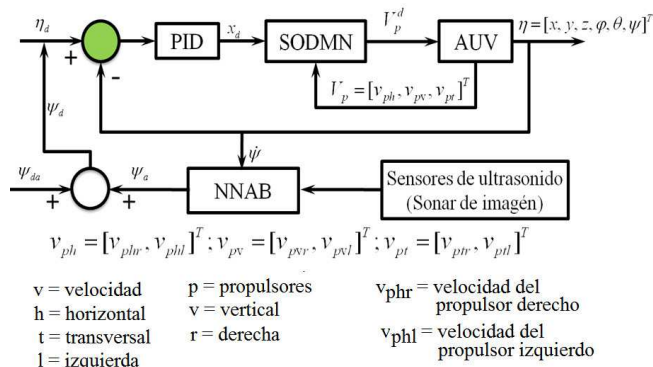 η_d x_d V_p^d η=[x, y, z, φ, θ, ψ]^T
+ PID SODMN AUV
-
V_p=[v_ph, v_pv, v_pt]^T
ψ_d
ψ̇
ψ_da ψ_a
+ + NNAB Sensores de ultrasonido
(Sonar de imagén)
v_ph = [v_phr, v_phl]^T ; v_pv = [v_pvr, v_pvl]^T ; v_pt = [v_ptr, v_ptl]^T
v = velocidad p = propulsores v_phr = velocidad del
h = horizontal v = vertical propulsor derecho
t = transversal r = derecha v_phl = velocidad del
l = izquierda propulsor izquierdo